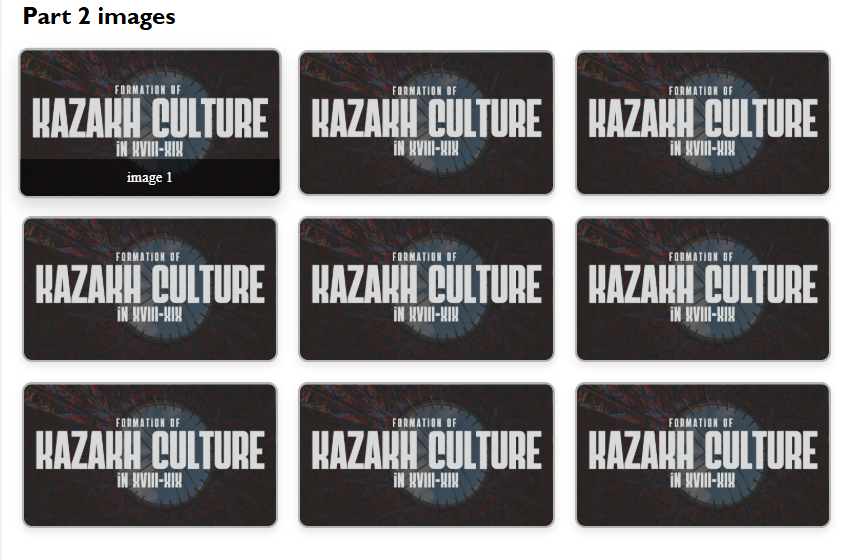 Part 2 images
FORMATION OF
KAZAKH CULTURE
iN XVIII-XIX
image 1
FORMATION OF
KAZAKH CULTURE
iN XVIII-XIX
FORMATION OF
KAZAKH CULTURE
iN XVIII-XIX
FORMATION OF
KAZAKH CULTURE
iN XVIII-XIX
FORMATION OF
KAZAKH CULTURE
iN XVIII-XIX
FORMATION OF
KAZAKH CULTURE
iN XVIII-XIX
FORMATION OF
KAZAKH CULTURE
iN XVIII-XIX
FORMATION OF
KAZAKH CULTURE
iN XVIII-XIX
FORMATION OF
KAZAKH CULTURE
iN XVIII-XIX